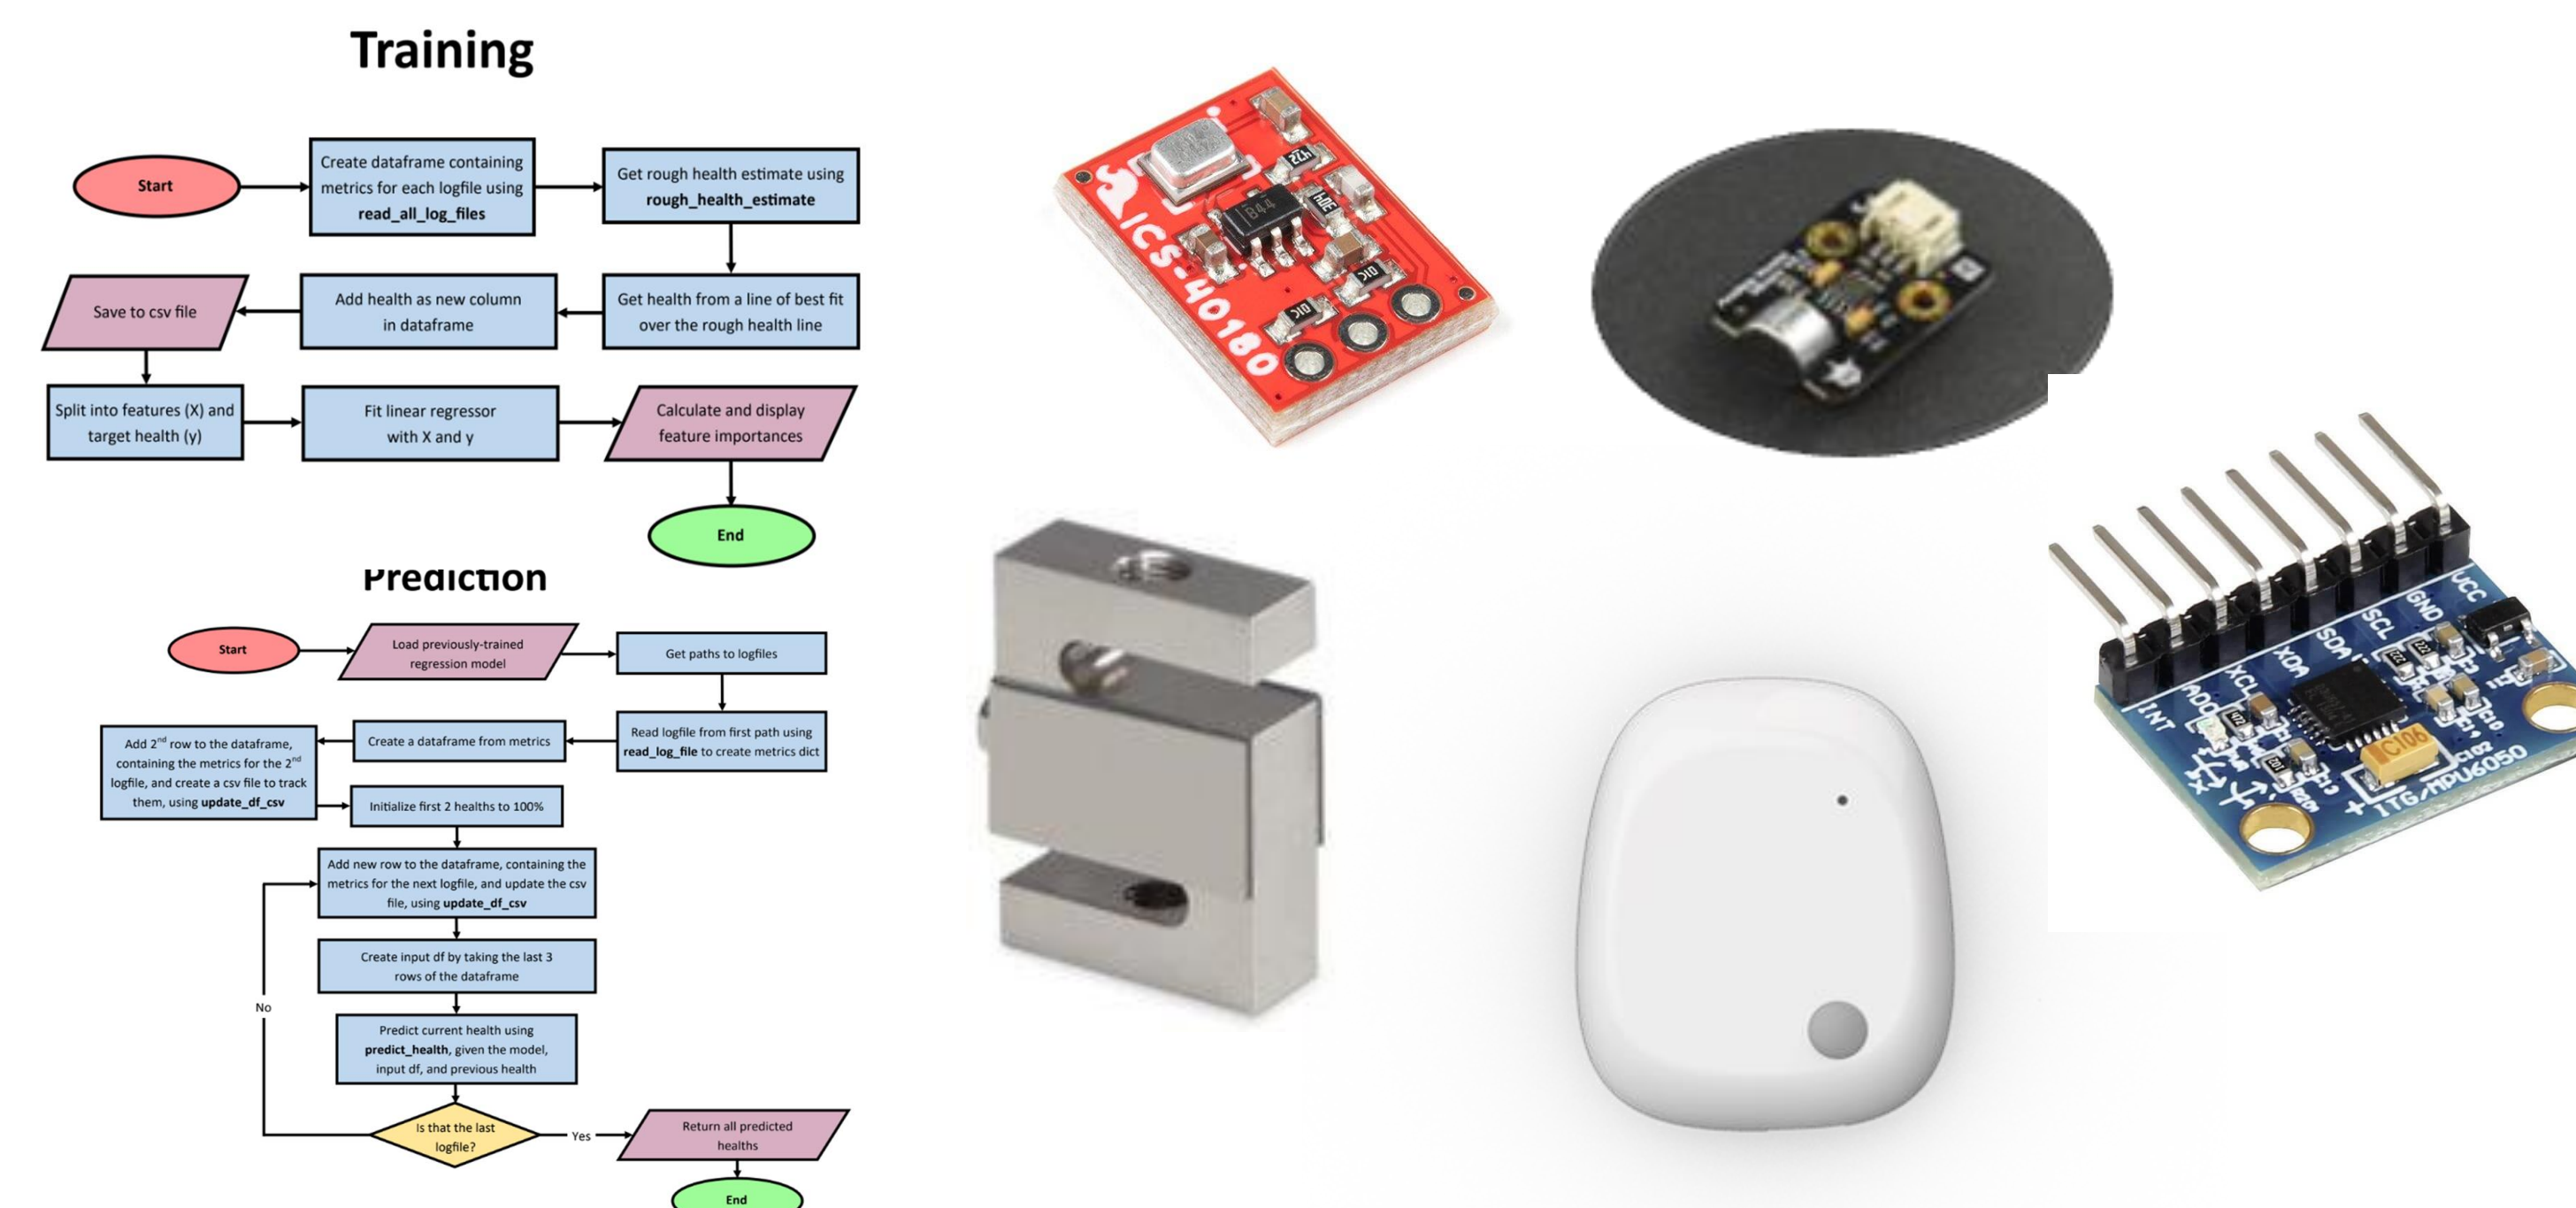 Training
Start
Create dataframe containing
metrics for each logfile using
read_all_log_files
Get rough health estimate using
rough_health_estimate
Get health from a line of best fit
over the rough health line
Add health as new column
in dataframe
Save to csv file
Split into features (X) and
target health (y)
Fit linear regressor
with X and y
Calculate and display
feature importances
End
Prediction
Start
Load previously-trained
regression model
Get paths to logfiles
Read logfile from first path using
read_log_file to create metrics dict
Create a dataframe from metrics
Add 2nd row to the dataframe,
containing the metrics for the 2nd
logfile, and create a csv file to track
them, using update_df_csv
Initialize first 2 healths to 100%
Add new row to the dataframe, containing the
metrics for the next logfile, and update the csv
file, using update_df_csv
Create input df by taking the last 3
rows of the dataframe
Predict current health using
predict_health, given the model,
input df, and previous health
Is that the last
logfile?
No
Yes
Return all predicted
healths
End
ICS-40180
B44
VCC
GND
SCL
SDA
XDA
XCL
AD0
INT
C106
ITG/MPU6050